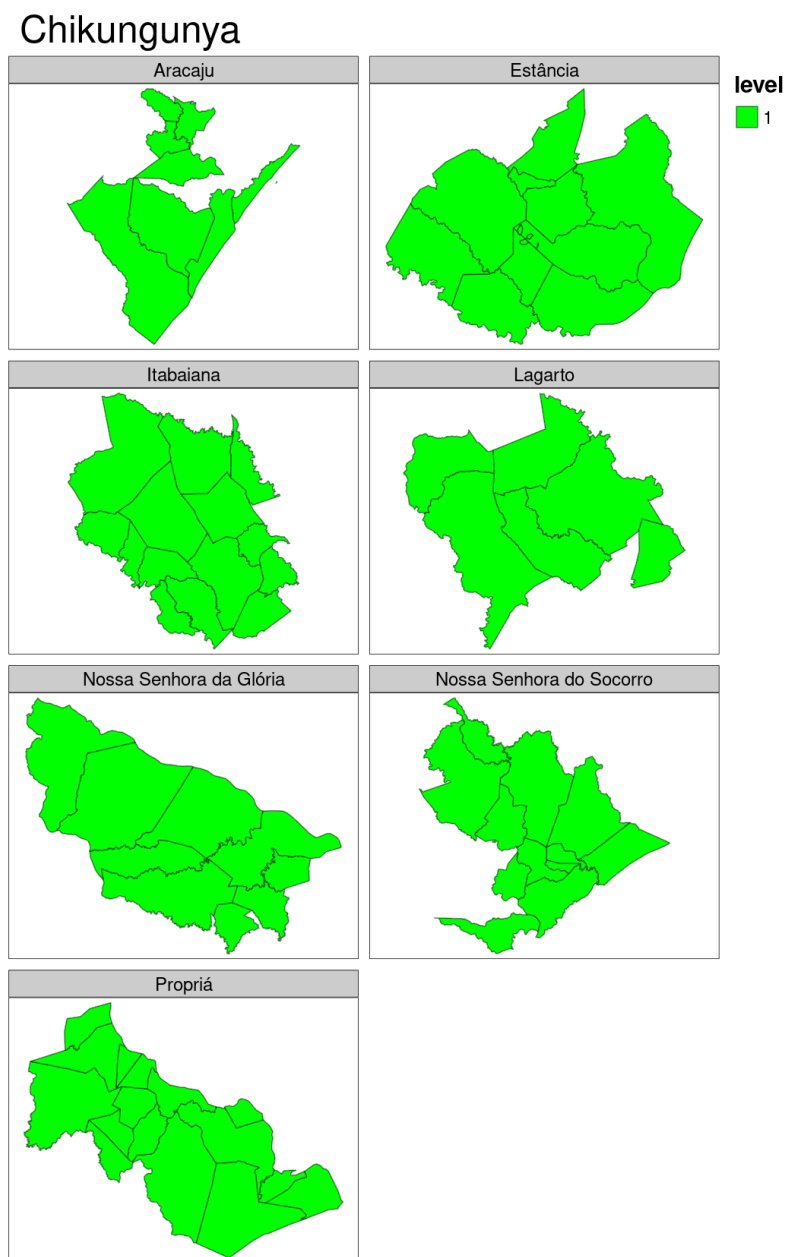 Chikungunya
Aracaju
Estância
level
1
Itabaiana
Lagarto
Nossa Senhora da Glória
Nossa Senhora do Socorro
Propriá